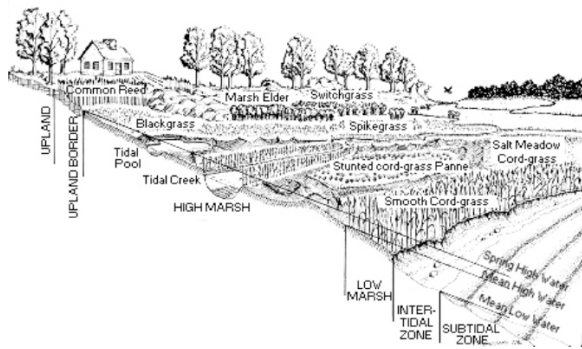 Common Reed
Marsh Elder
Switchgrass
Blackgrass
Spikegrass
UPLAND
UPLAND BORDER
Tidal
Pool
Salt Meadow
Cord-grass
Stunted cord-grass Panne
Tidal Creek
HIGH MARSH
Smooth Cord-grass
Spring High Water
Mean High Water
Mean Low Water
LOW
MARSH
INTER-
TIDAL
ZONE
SUBTIDAL
ZONE